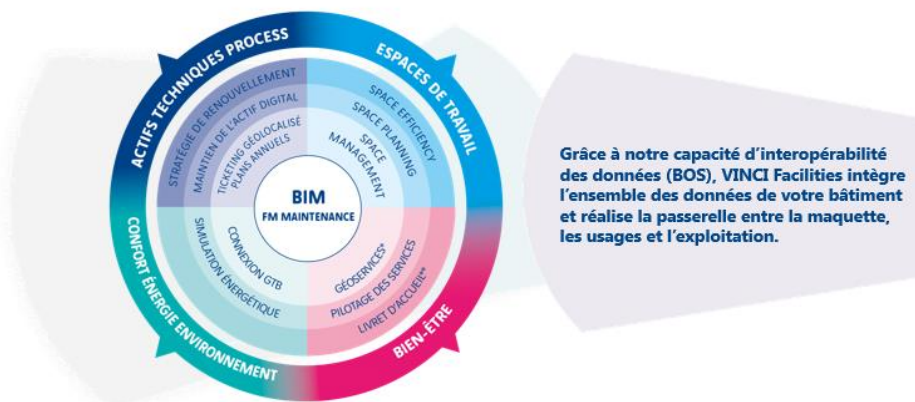 ACTIFS TECHNIQUES PROCESS
ESPACES DE TRAVAIL
STRATÉGIE DE RENOUVELLEMENT
MAINTIEN DE L'ACTIF DIGITAL
TICKETING GÉOLOCALISÉ
PLANS ANNUELS
SPACE EFFICIENCY
SPACE PLANNING
SPACE
MANAGEMENT
BIM
FM MAINTENANCE
CONNEXION GTB
SIMULATION ÉNERGÉTIQUE
GÉOSERVICES*
PILOTAGE DES SERVICES
LIVRET D'ACCUEIL**
CONFORT ÉNERGIE ENVIRONNEMENT
BIEN-ÊTRE
Grâce à notre capacité d'interopérabilité
des données (BOS), VINCI Facilities intègre
l'ensemble des données de votre bâtiment
et réalise la passerelle entre la maquette,
les usages et l'exploitation.